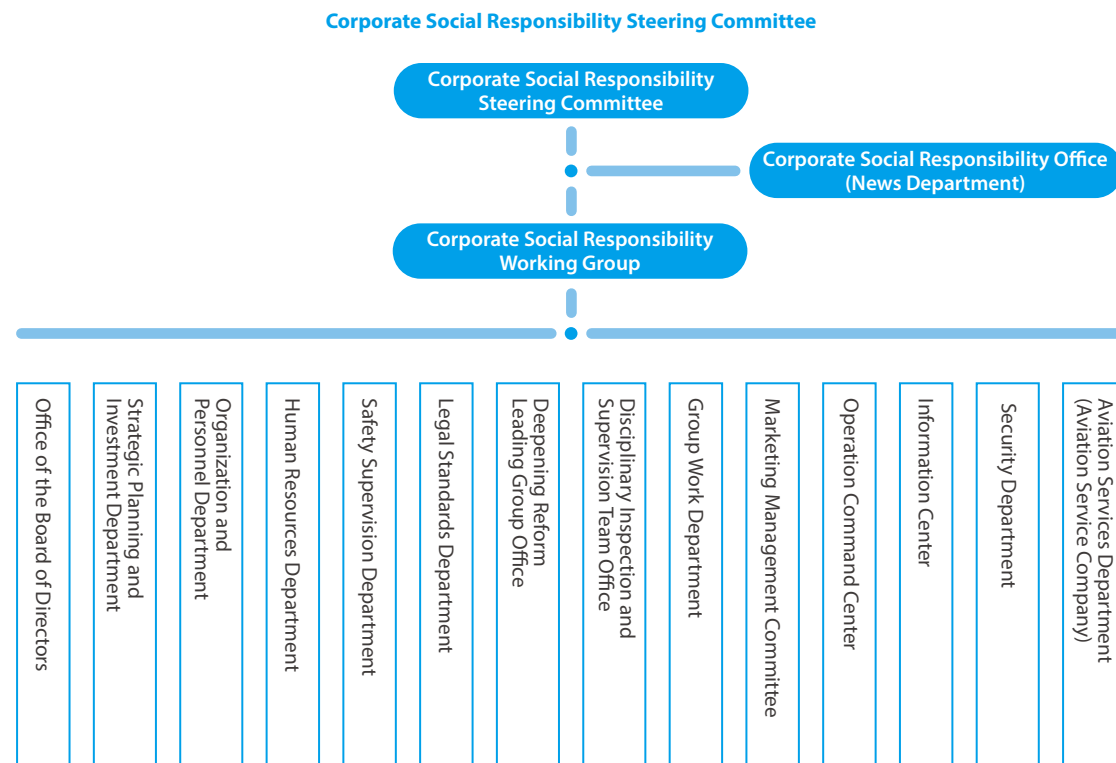 Corporate Social Responsibility Steering Committee
Corporate Social Responsibility
Steering Committee
Corporate Social Responsibility Office
(News Department)
Corporate Social Responsibility
Working Group
Office of the Board of Directors
Strategic Planning and
Investment Department
Organization and
Personnel Department
Human Resources Department
Safety Supervision Department
Legal Standards Department
Deepening Reform
Leading Group Office
Disciplinary Inspection and
Supervision Team Office
Group Work Department
Marketing Management Committee
Operation Command Center
Information Center
Security Department
Aviation Services Department
(Aviation Service Company)